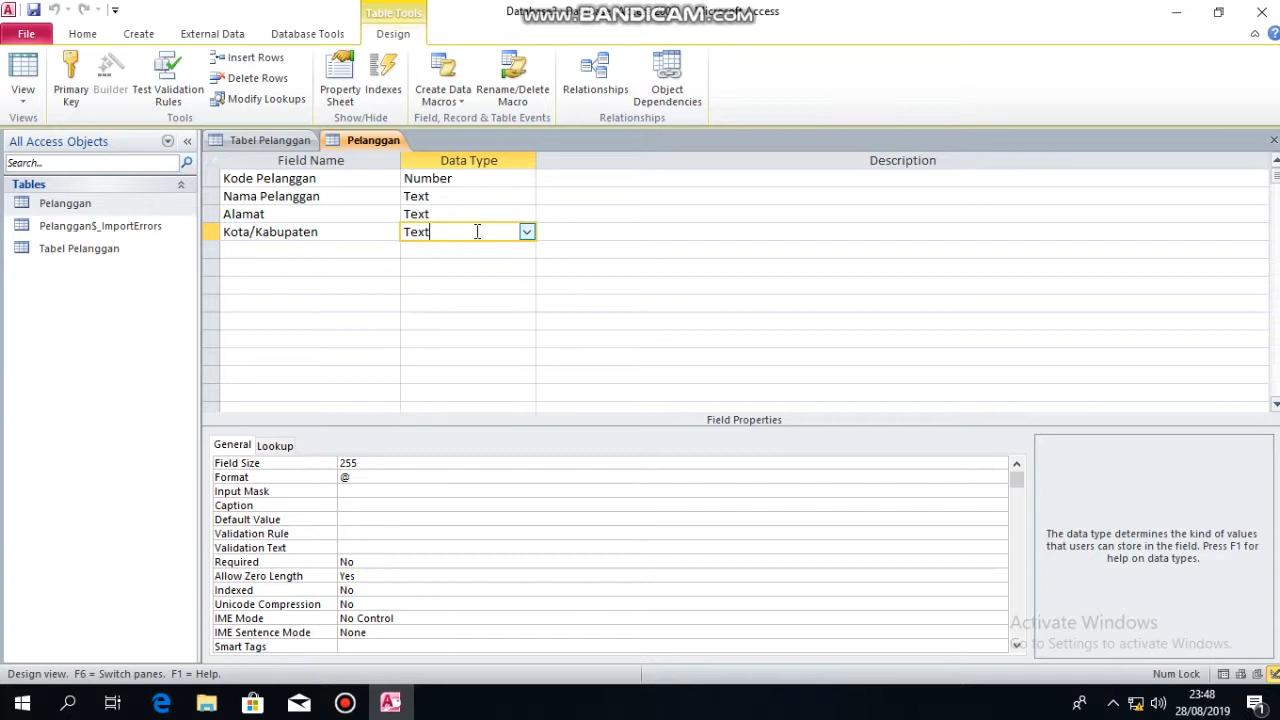 Table Tools
www.BANDICAM.com
Access
File
Home
Create
External Data
Database Tools
Design
View
Primary Key
Builder
Test Validation Rules
Insert Rows
Delete Rows
Modify Lookups
Property Sheet
Indexes
Create Data Macros
Rename/Delete Macro
Relationships
Object Dependencies
Views
Tools
Show/Hide
Field, Record & Table Events
Relationships
All Access Objects
Tabel Pelanggan
Pelanggan
Search...
Tables
Pelanggan
Pelanggan$_ImportErrors
Tabel Pelanggan
Field Name
Data Type
Description
Kode Pelanggan
Number
Nama Pelanggan
Text
Alamat
Text
Kota/Kabupaten
Text
Field Properties
General
Lookup
Field Size
255
Format
@
Input Mask
Caption
Default Value
Validation Rule
Validation Text
Required
No
Allow Zero Length
Yes
Indexed
No
Unicode Compression
No
IME Mode
No Control
IME Sentence Mode
None
Smart Tags
The data type determines the kind of values
that users can store in the field. Press F1 for
help on data types.
Activate Windows
Go to Settings to activate Windows.
Design view. F6 = Switch panes. F1 = Help.
Num Lock
23:48
28/08/2019